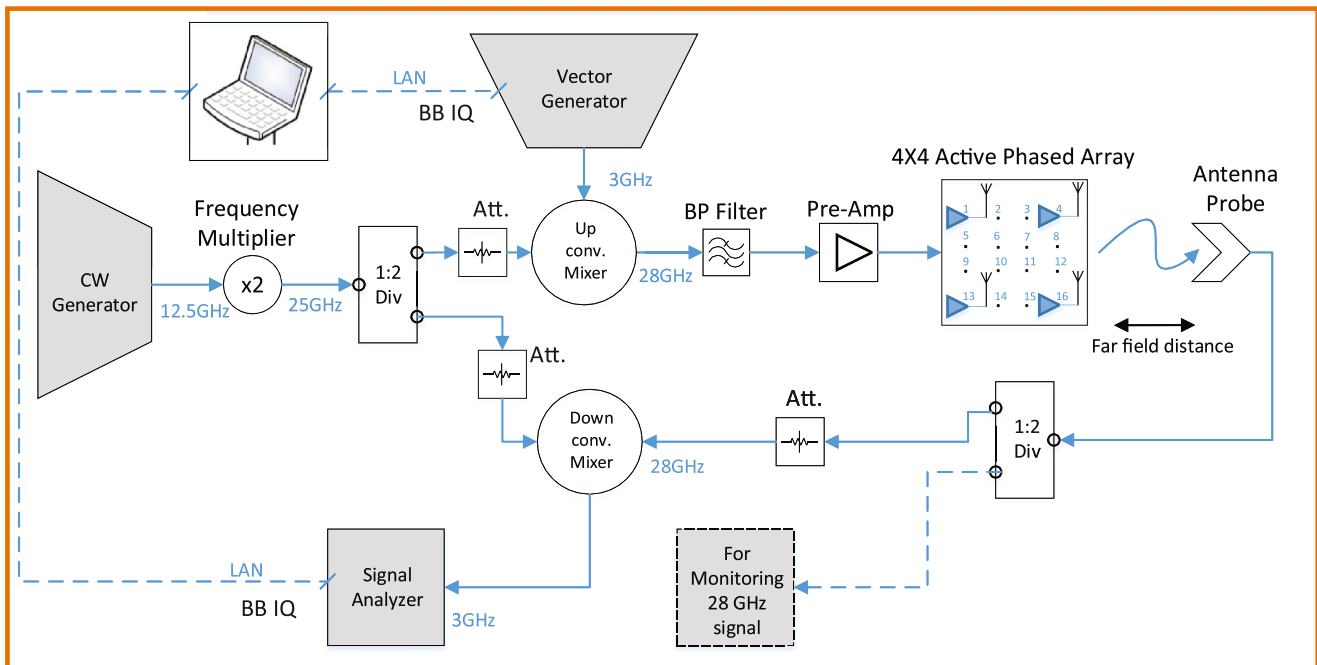 LAN
BB IQ
Vector
Generator
3GHz
4X4 Active Phased Array
Antenna
Probe
CW
Generator
12.5GHz
Frequency
Multiplier
x2
25GHz
1:2
Div
Att.
Up
conv.
Mixer
28GHz
BP Filter
Pre-Amp
1 2 3 4
5 6 7 8
9 10 11 12
13 14 15 16
Far field distance
Att.
Down
conv.
Mixer
28GHz
Att.
1:2
Div
LAN
BB IQ
Signal
Analyzer
3GHz
For
Monitoring
28 GHz
signal